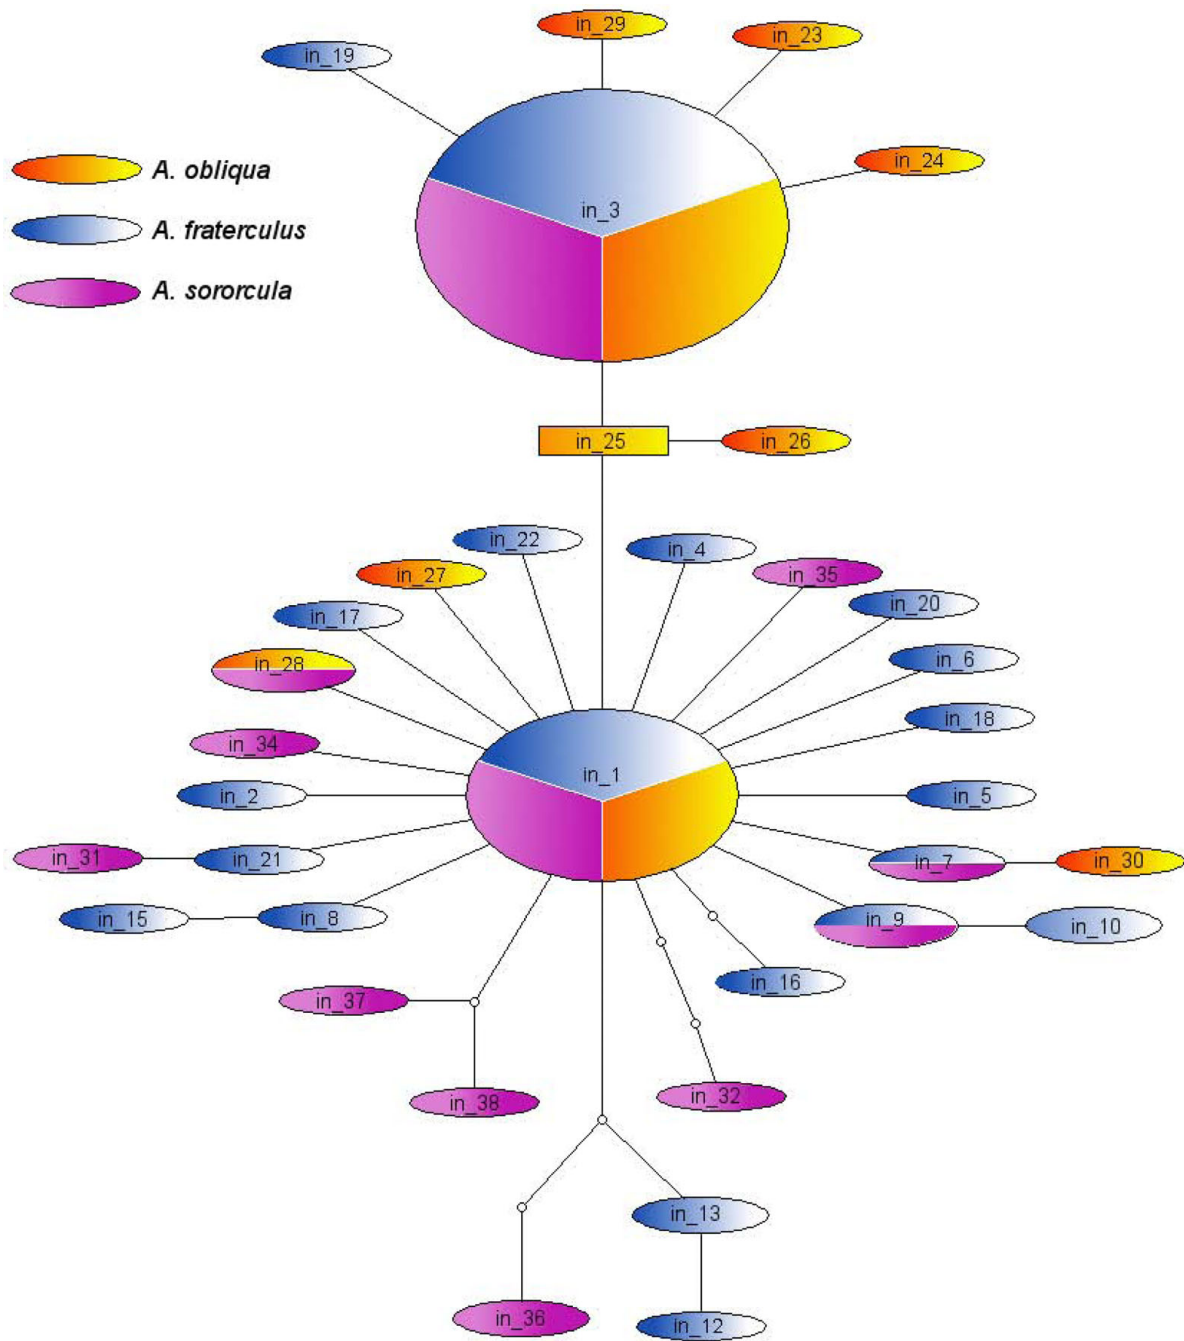 in_29
in_23
in_19
in_24
A. obliqua
in_3
A. fraterculus
A. sororcula
in_25
in_26
in_22
in_4
in_27
in_35
in_20
in_17
in_28
in_6
in_18
in_34
in_1
in_2
in_5
in_31
in_21
in_7
in_30
in_15
in_8
in_9
in_10
in_37
in_16
in_38
in_32
in_13
in_36
in_12